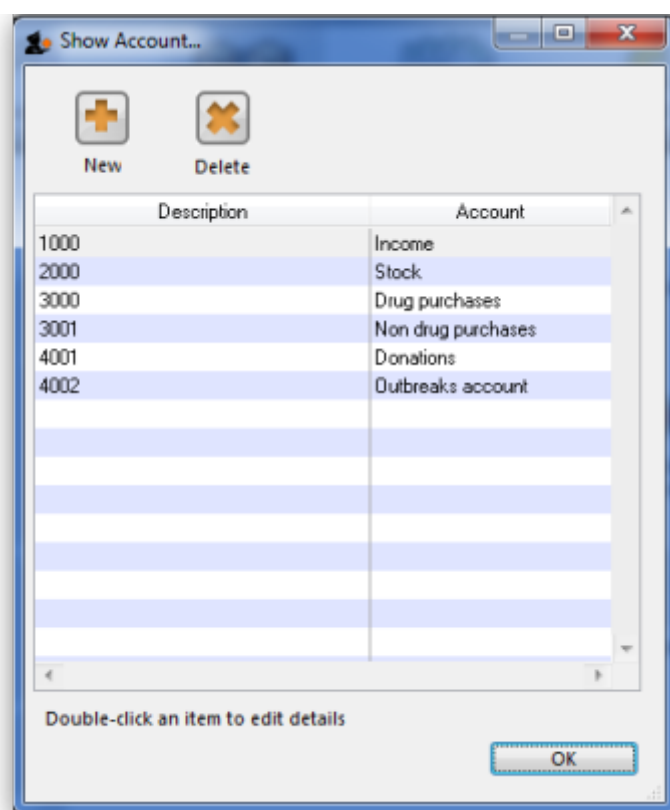 Show Account...
New Delete
Description Account
1000 Income
2000 Stock
3000 Drug purchases
3001 Non drug purchases
4001 Donations
4002 Outbreaks account
Double-click an item to edit details
OK